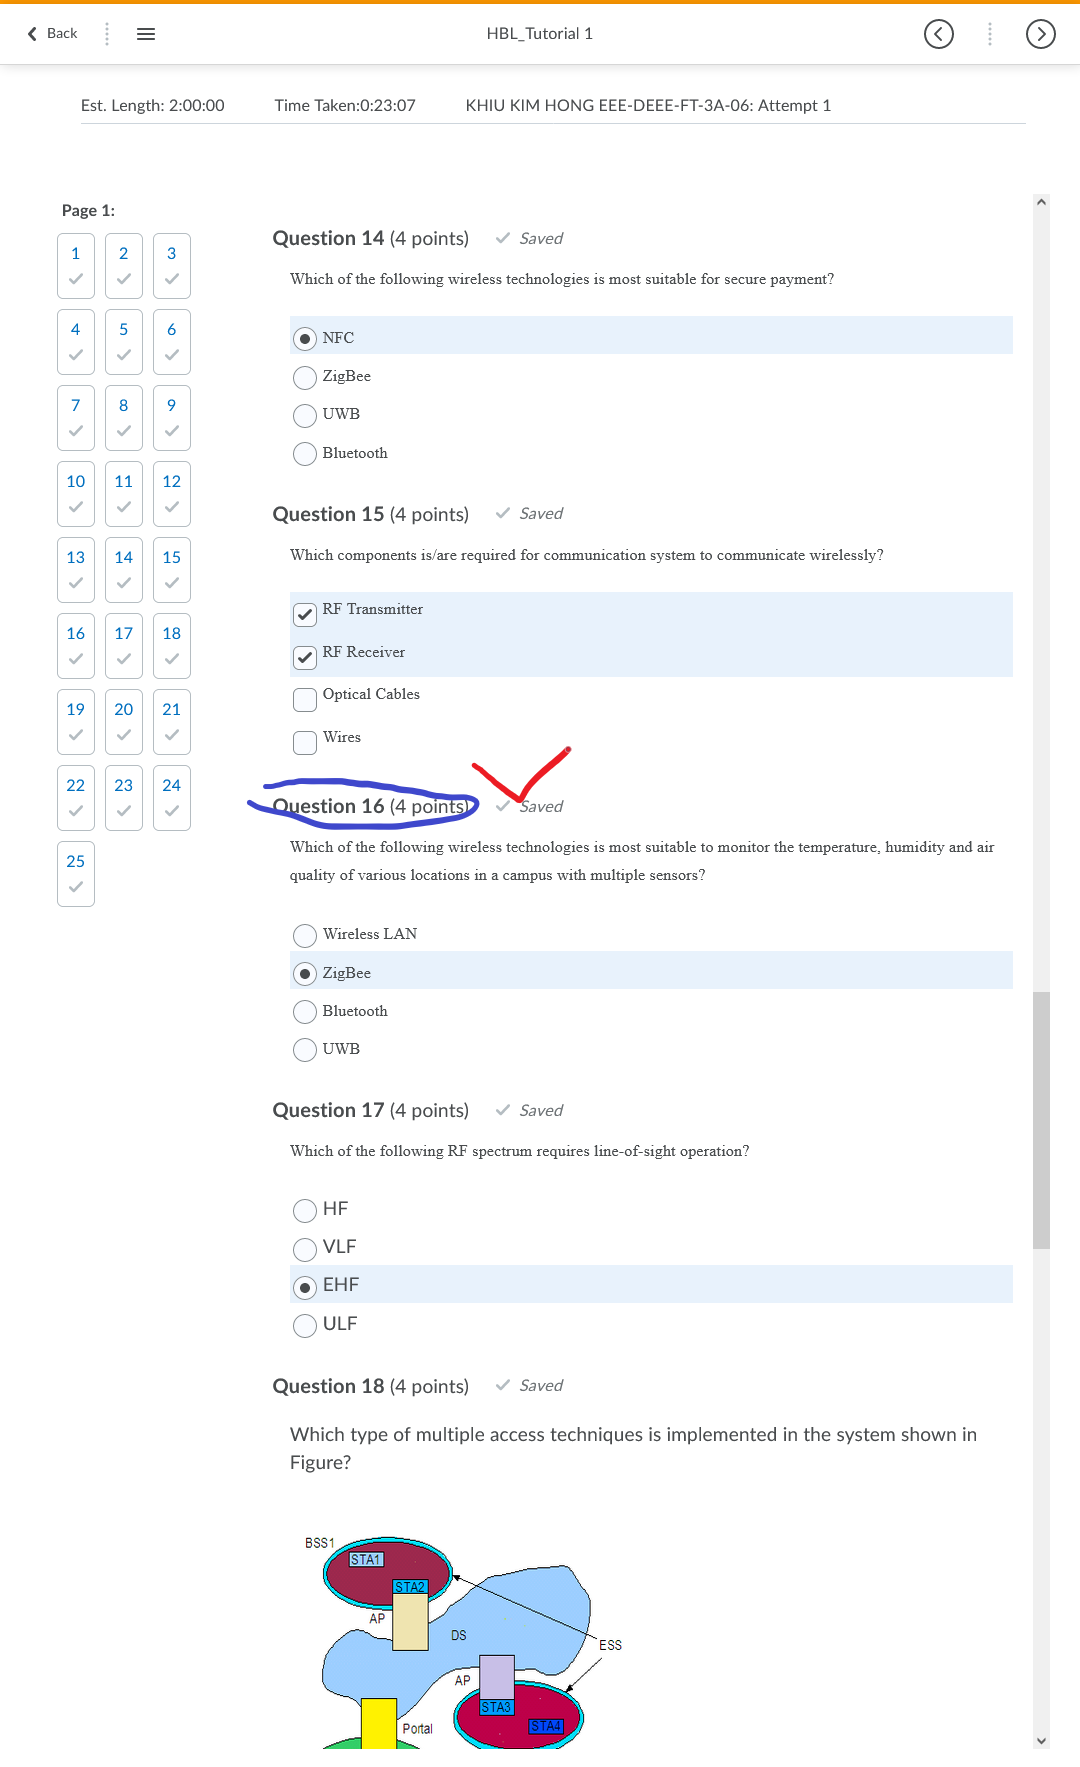 Back
HBL_Tutorial 1
Est. Length: 2:00:00 Time Taken:0:23:07 KHIU KIM HONG EEE-DEEE-FT-3A-06: Attempt 1
Page 1:
1 2 3
4 5 6
7 8 9
10 11 12
13 14 15
16 17 18
19 20 21
22 23 24
25
Question 14 (4 points) Saved
Which of the following wireless technologies is most suitable for secure payment?
NFC
ZigBee
UWB
Bluetooth
Question 15 (4 points) Saved
Which components is/are required for communication system to communicate wirelessly?
RF Transmitter
RF Receiver
Optical Cables
Wires
Question 16 (4 points) Saved
Which of the following wireless technologies is most suitable to monitor the temperature, humidity and air
quality of various locations in a campus with multiple sensors?
Wireless LAN
ZigBee
Bluetooth
UWB
Question 17 (4 points) Saved
Which of the following RF spectrum requires line-of-sight operation?
HF
VLF
EHF
ULF
Question 18 (4 points) Saved
Which type of multiple access techniques is implemented in the system shown in
Figure?
BSS1
STA1
STA2
AP
DS
ESS
AP
STA3
STA4
Portal